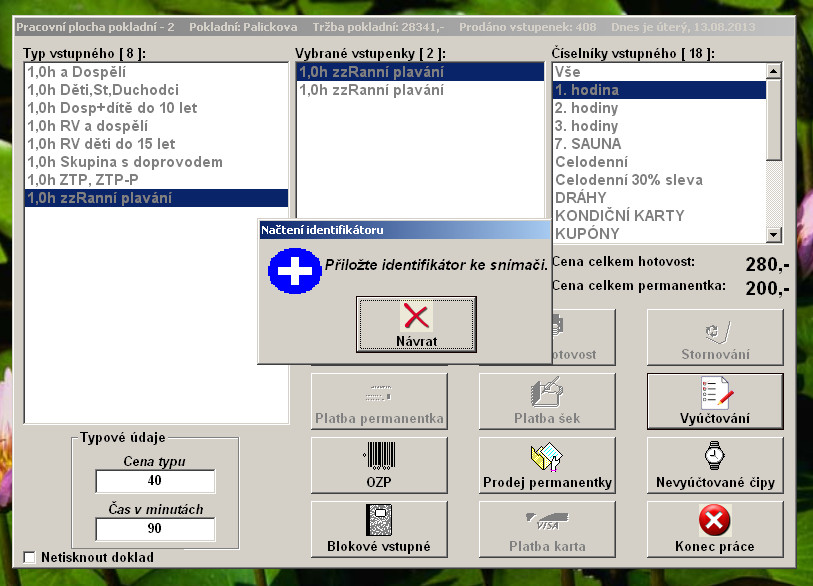 Pracovní plocha pokladní - 2 Pokladní: Palickova Tržba pokladní: 28341,- Prodáno vstupenek: 408 Dnes je úterý, 13.08.2013
Typ vstupného [ 8 ]:
1,0h a Dospělí
1,0h Děti,St,Duchodci
1,0h Dosp+dítě do 10 let
1,0h RV a dospělí
1,0h RV děti do 15 let
1,0h Skupina s doprovodem
1,0h ZTP, ZTP-P
1,0h zzRanní plavání
Vybrané vstupenky [ 2 ]:
1,0h zzRanní plavání
1,0h zzRanní plavání
Číselníky vstupného [ 18 ]:
Vše
1. hodina
2. hodiny
3. hodiny
7. SAUNA
Celodenní
Celodenní 30% sleva
DRÁHY
KONDIČNÍ KARTY
KUPÓNY
Načtení identifikátoru
Přiložte identifikátor ke snímači.
Návrat
Cena celkem hotovost: 280,-
Cena celkem permanentka: 200,-
Stornování
Platba permanentka
Platba šek
Vyúčtování
OZP
Prodej permanentky
Nevyúčtované čipy
Blokové vstupné
VISA
Platba karta
Konec práce
Typové údaje
Cena typu
40
Čas v minutách
90
Netisknout doklad